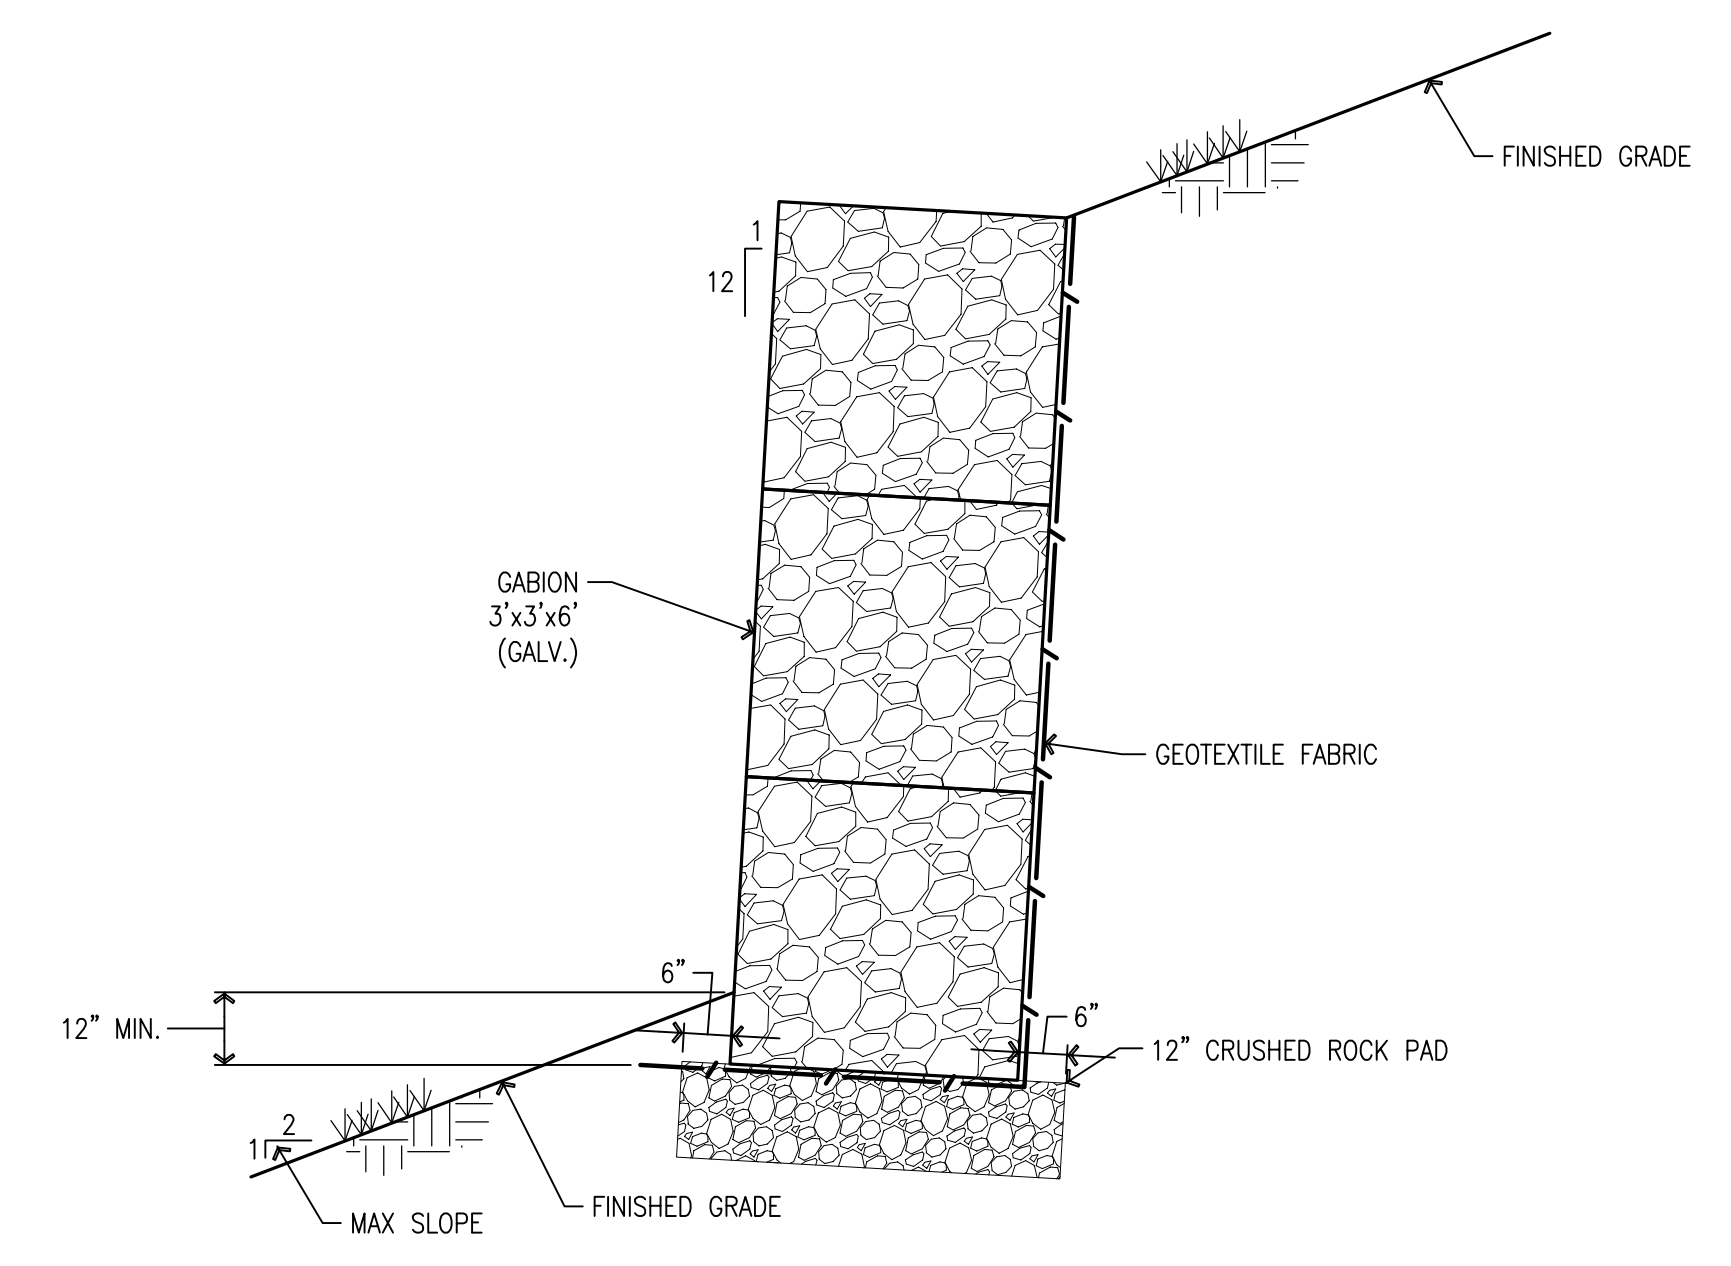 FINISHED GRADE
1
12
GABION
3'x3'x6'
(GALV.)
GEOTEXTILE FABRIC
6”
12” MIN.
6”
12” CRUSHED ROCK PAD
2
1
FINISHED GRADE
MAX SLOPE